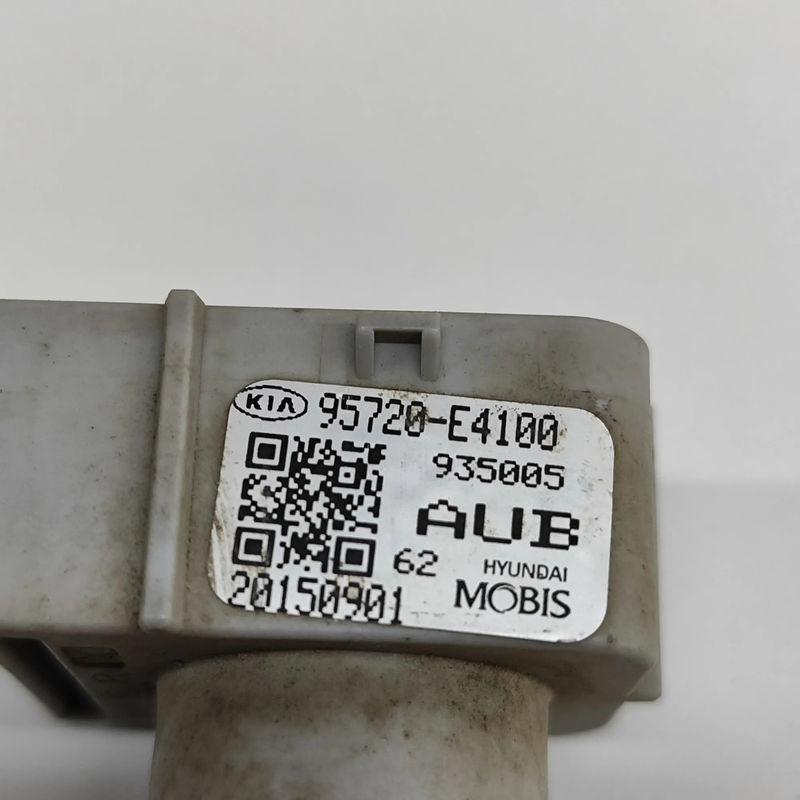 KIA 95720-E4100
935005
AUB
62 HYUNDAI
MOBIS
20150901